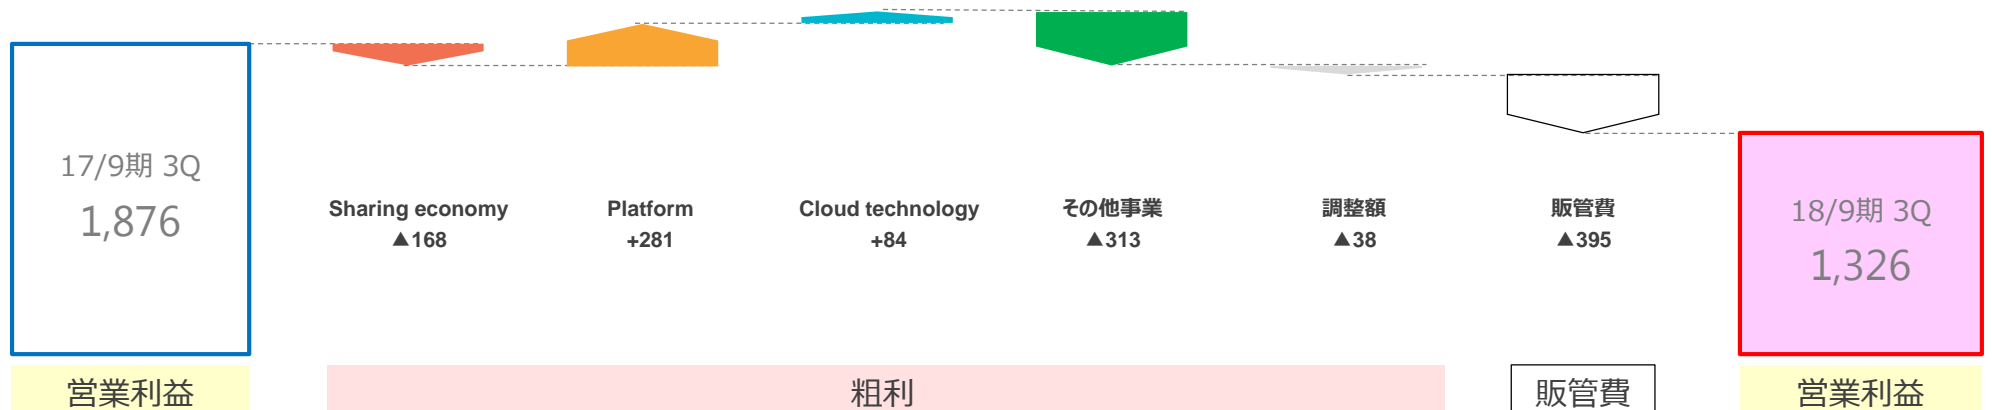 17/9期 3Q
1,876
Sharing economy
▲168
Platform
+281
Cloud technology
+84
その他事業
▲313
調整額
▲38
販管費
▲395
18/9期 3Q
1,326
営業利益
粗利
販管費
営業利益